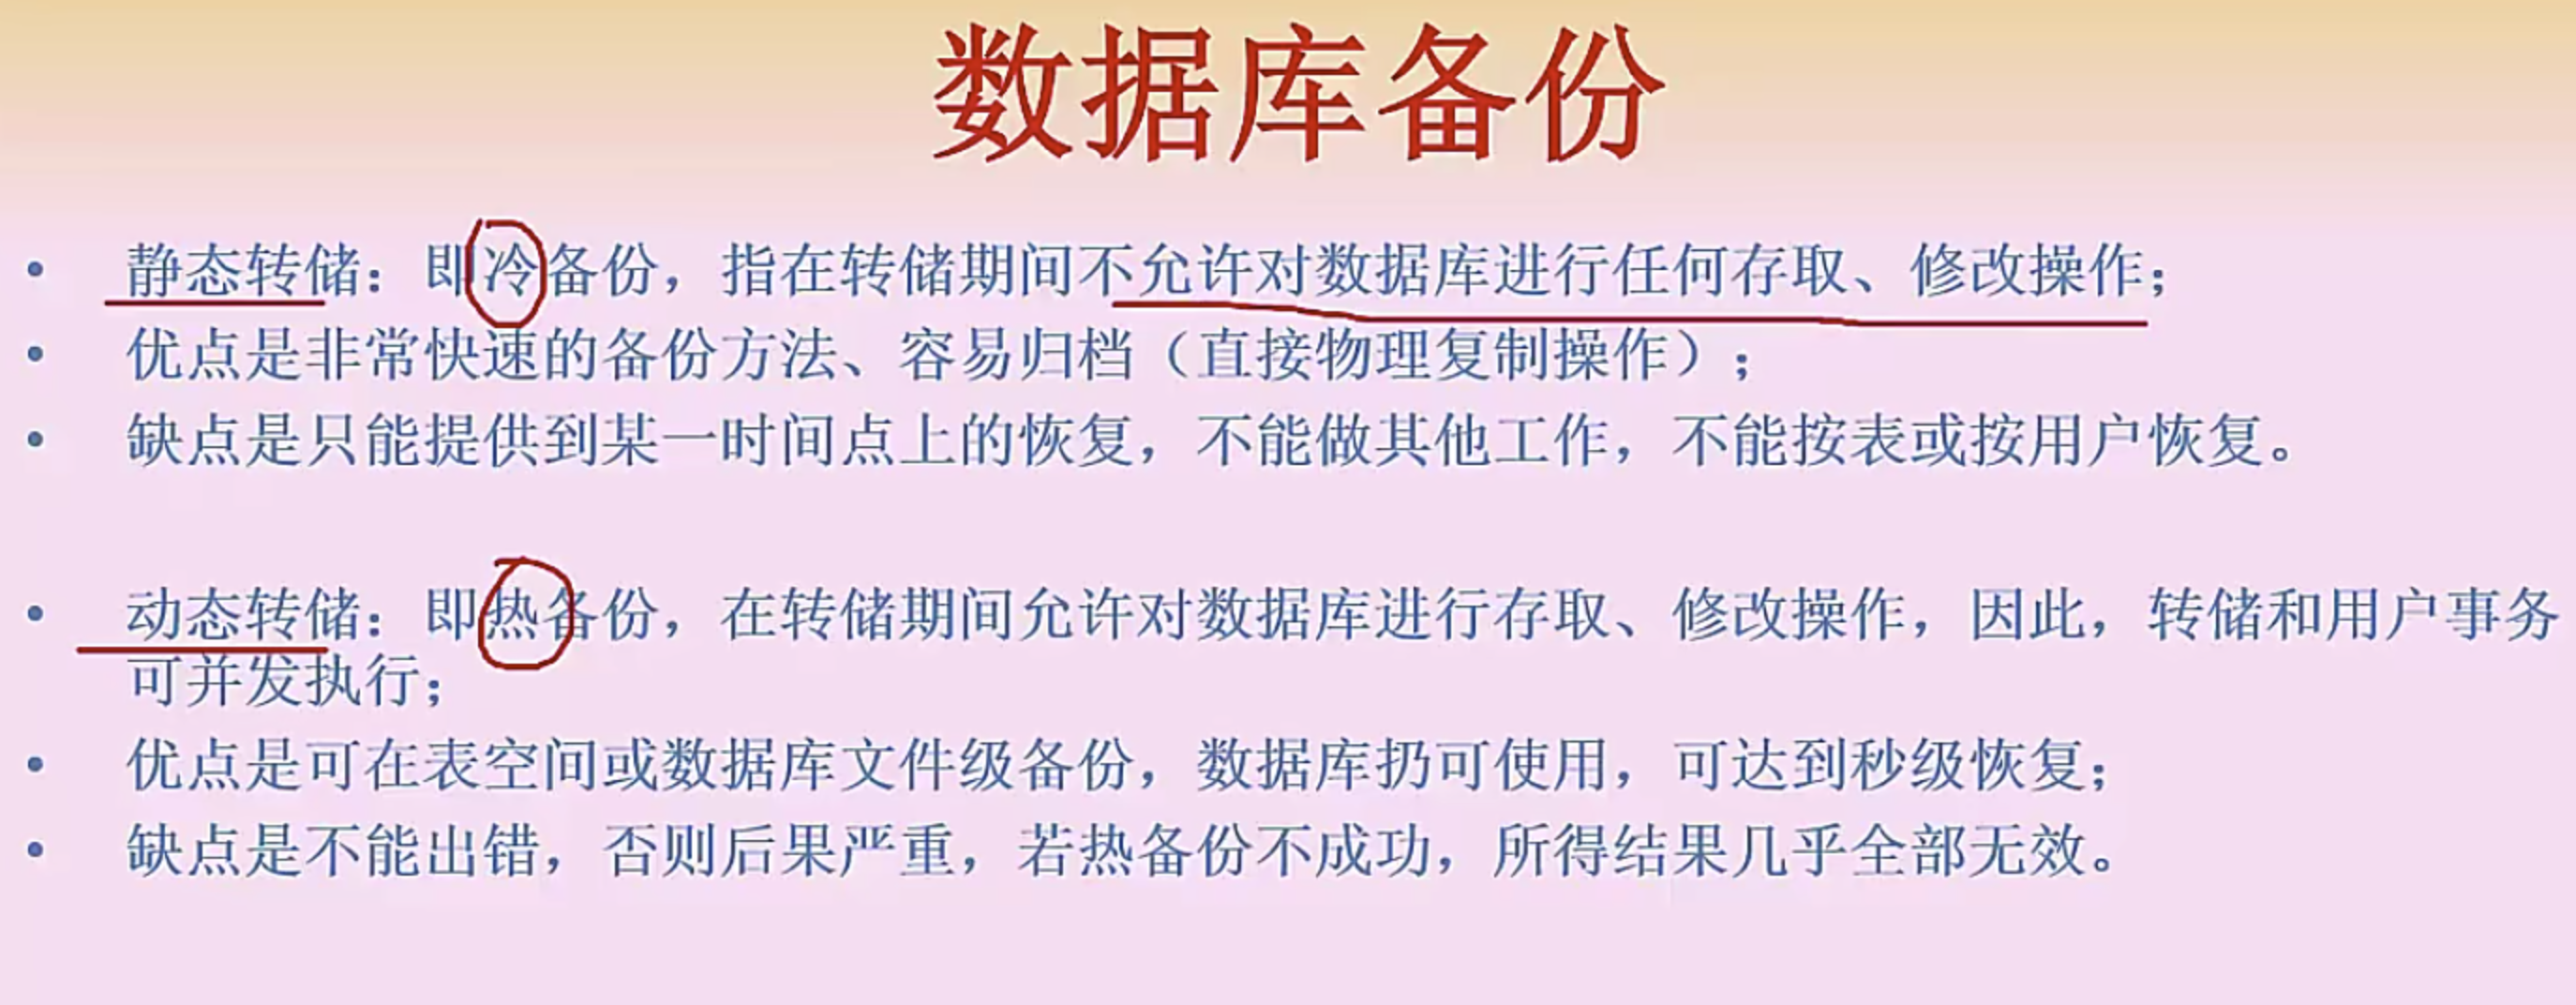 数据库备份
• 静态转储：即冷备份，指在转储期间不允许对数据库进行任何存取、修改操作；
• 优点是非常快速的备份方法、容易归档（直接物理复制操作）；
• 缺点是只能提供到某一时间点上的恢复，不能做其他工作，不能按表或按用户恢复。
• 动态转储：即热备份，在转储期间允许对数据库进行存取、修改操作，因此，转储和用户事务
可并发执行；
• 优点是可在表空间或数据库文件级备份，数据库扔可使用，可达到秒级恢复；
• 缺点是不能出错，否则后果严重，若热备份不成功，所得结果几乎全部无效。